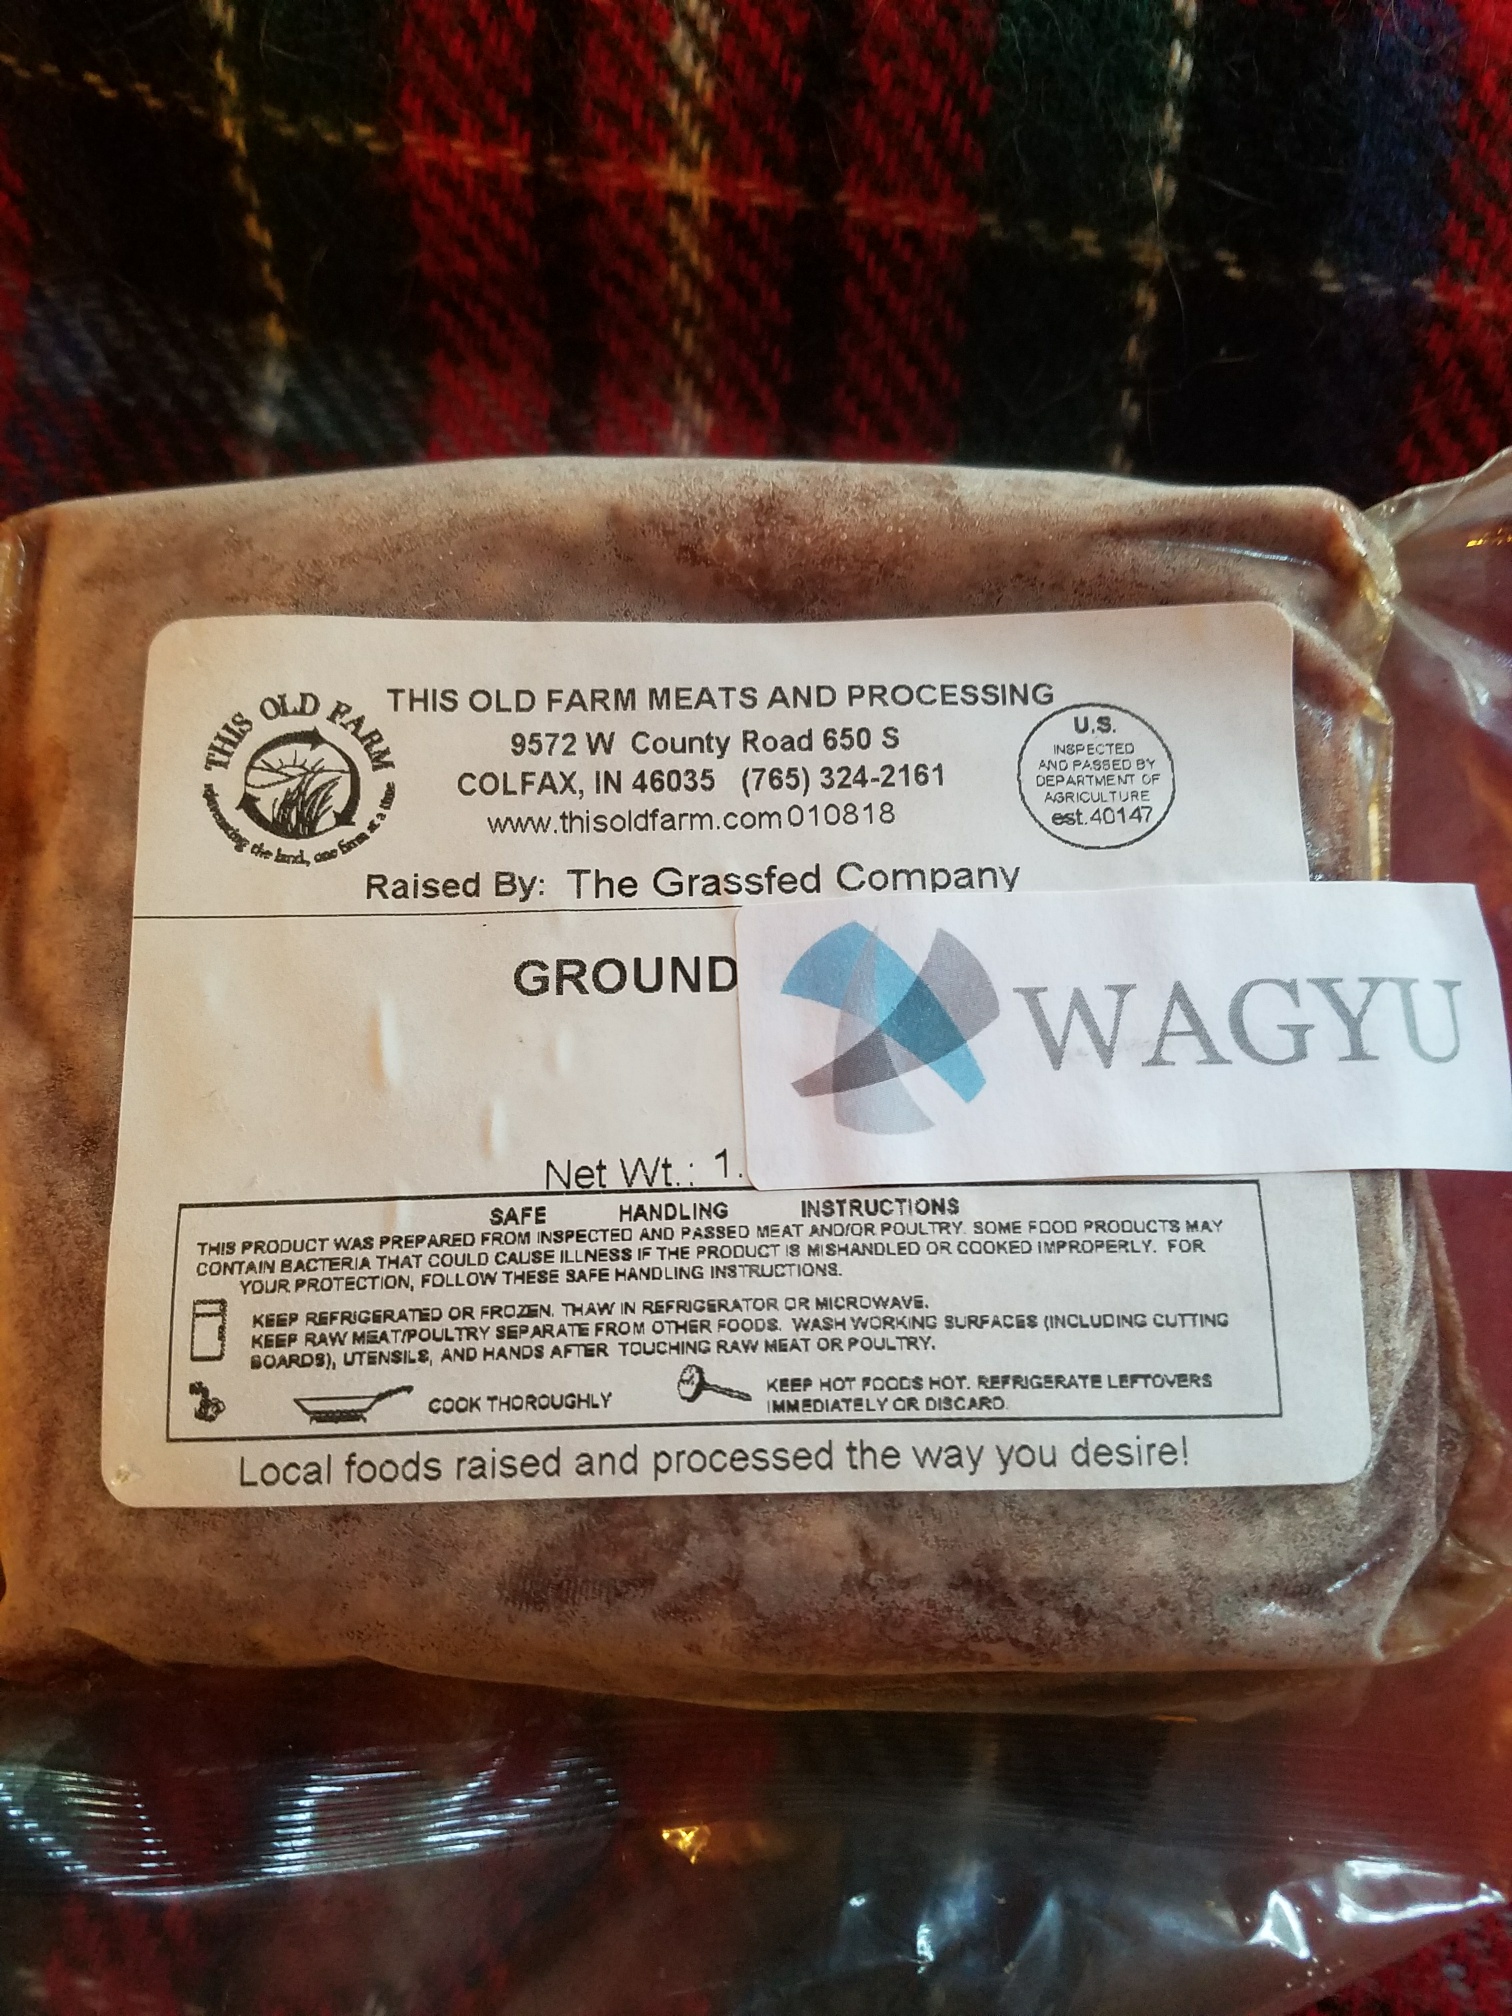 THIS OLD FARM
rejuvenating the land, one farm at a time
THIS OLD FARM MEATS AND PROCESSING
9572 W County Road 650 S
COLFAX, IN 46035 (765) 324-2161
www.thisoldfarm.com010818
U.S.
INSPECTED
AND PASSED BY
DEPARTMENT OF
AGRICULTURE
est.40147
Raised By: The Grassfed Company
GROUND
WAGYU
Net Wt.: 1.
SAFE HANDLING INSTRUCTIONS
THIS PRODUCT WAS PREPARED FROM INSPECTED AND PASSED MEAT AND/OR POULTRY. SOME FOOD PRODUCTS MAY
CONTAIN BACTERIA THAT COULD CAUSE ILLNESS IF THE PRODUCT IS MISHANDLED OR COOKED IMPROPERLY. FOR
YOUR PROTECTION, FOLLOW THESE SAFE HANDLING INSTRUCTIONS.
KEEP REFRIGERATED OR FROZEN. THAW IN REFRIGERATOR OR MICROWAVE.
KEEP RAW MEAT/POULTRY SEPARATE FROM OTHER FOODS. WASH WORKING SURFACES (INCLUDING CUTTING
BOARDS), UTENSILS, AND HANDS AFTER TOUCHING RAW MEAT OR POULTRY.
COOK THOROUGHLY
KEEP HOT FOODS HOT. REFRIGERATE LEFTOVERS
IMMEDIATELY OR DISCARD.
Local foods raised and processed the way you desire!